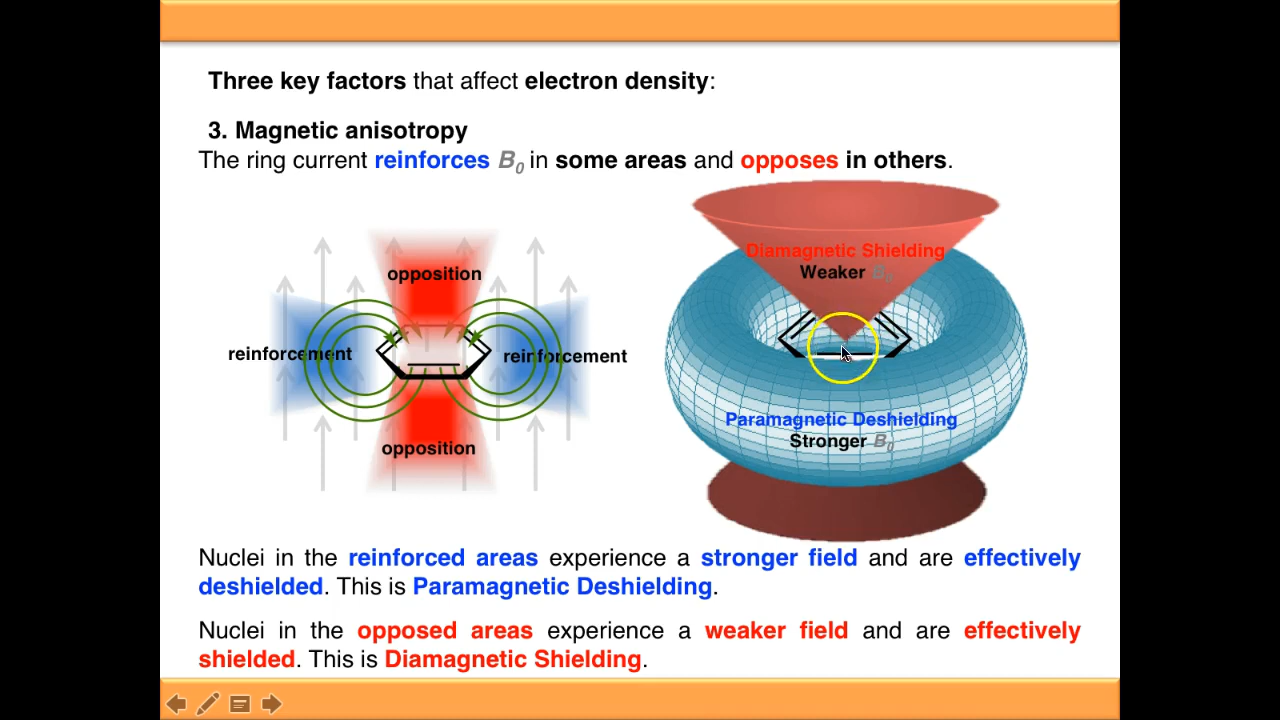 Three key factors that affect electron density:
3. Magnetic anisotropy
The ring current reinforces B0 in some areas and opposes in others.
opposition
reinforcement
reinforcement
opposition
Diamagnetic Shielding
Weaker B0
Paramagnetic Deshielding
Stronger B0
Nuclei in the reinforced areas experience a stronger field and are effectively
deshielded. This is Paramagnetic Deshielding.
Nuclei in the opposed areas experience a weaker field and are effectively
shielded. This is Diamagnetic Shielding.